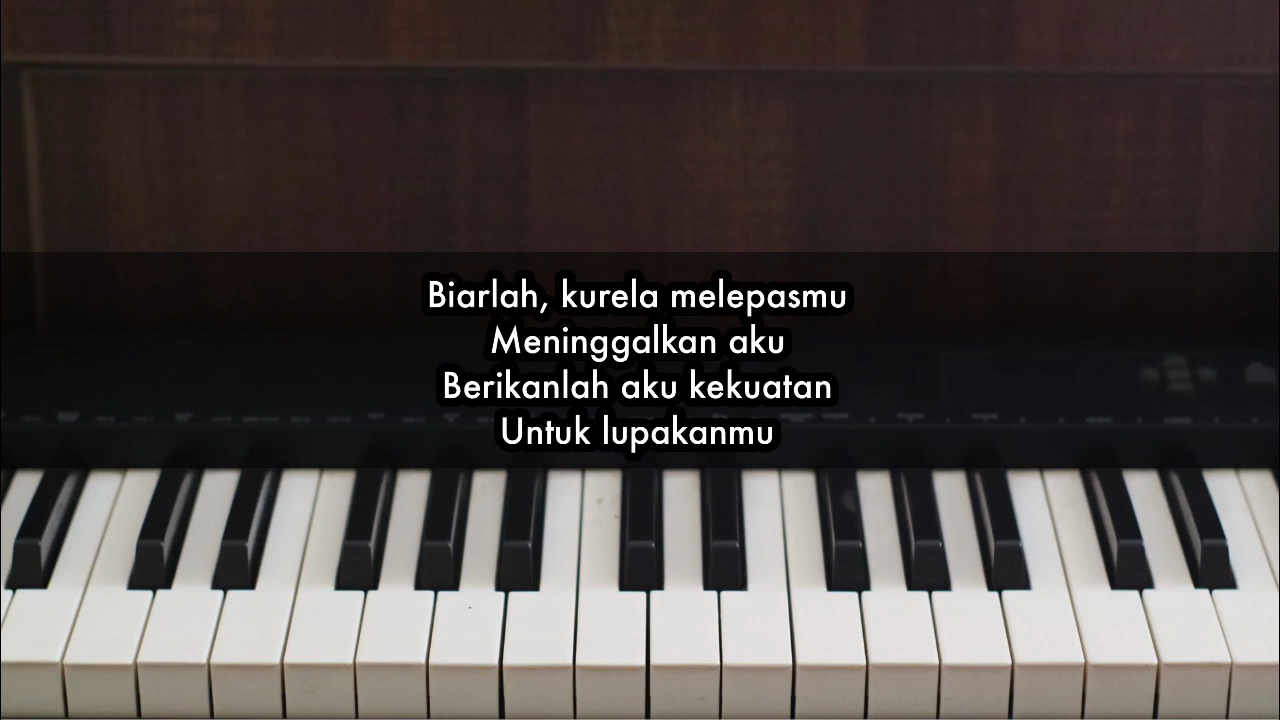 Biarlah, kurela melepasmu
Meninggalkan aku
Berikanlah aku kekuatan
Untuk lupakanmu